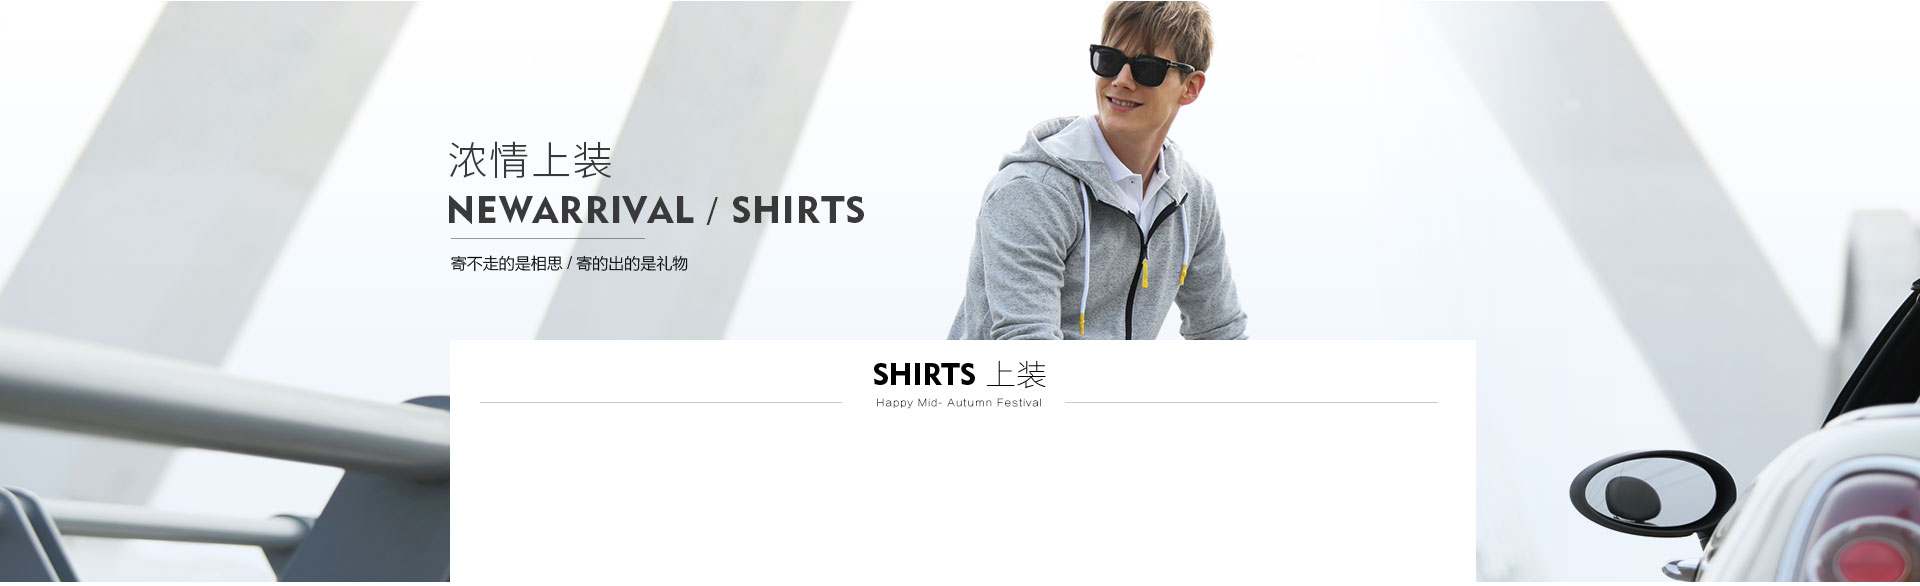 浓情上装
NEWARRIVAL / SHIRTS
寄不走的是相思 / 寄的出的是礼物
SHIRTS 上装
Happy Mid- Autumn Festival